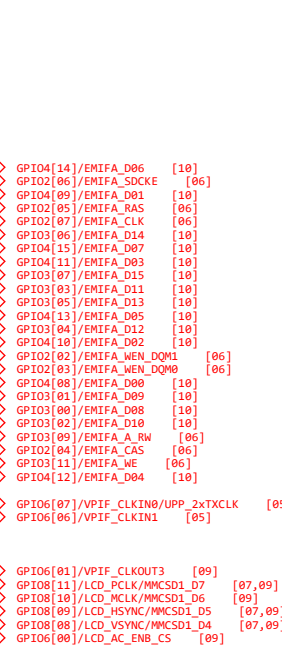 GPIO4[14]/EMIFA_D06 [10]
GPIO2[06]/EMIFA_SDCKE [06]
GPIO4[09]/EMIFA_D01 [10]
GPIO2[05]/EMIFA_RAS [06]
GPIO2[07]/EMIFA_CLK [06]
GPIO3[06]/EMIFA_D14 [10]
GPIO4[15]/EMIFA_D07 [10]
GPIO4[11]/EMIFA_D03 [10]
GPIO3[07]/EMIFA_D15 [10]
GPIO3[03]/EMIFA_D11 [10]
GPIO3[05]/EMIFA_D13 [10]
GPIO4[13]/EMIFA_D05 [10]
GPIO3[04]/EMIFA_D12 [10]
GPIO4[10]/EMIFA_D02 [10]
GPIO2[02]/EMIFA_WEN_DQM1 [06]
GPIO2[03]/EMIFA_WEN_DQM0 [06]
GPIO4[08]/EMIFA_D00 [10]
GPIO3[01]/EMIFA_D09 [10]
GPIO3[00]/EMIFA_D08 [10]
GPIO3[02]/EMIFA_D10 [10]
GPIO3[09]/EMIFA_A_RW [06]
GPIO2[04]/EMIFA_CAS [06]
GPIO3[11]/EMIFA_WE [06]
GPIO4[12]/EMIFA_D04 [10]
GPIO6[07]/VPIF_CLKIN0/UPP_2xTXCLK [05
GPIO6[06]/VPIF_CLKIN1 [05]
GPIO6[01]/VPIF_CLKOUT3 [09]
GPIO8[11]/LCD_PCLK/MMCSD1_D7 [07,09]
GPIO8[10]/LCD_MCLK/MMCSD1_D6 [09]
GPIO8[09]/LCD_HSYNC/MMCSD1_D5 [07,09]
GPIO8[08]/LCD_VSYNC/MMCSD1_D4 [07,09]
GPIO6[00]/LCD_AC_ENB_CS [09]